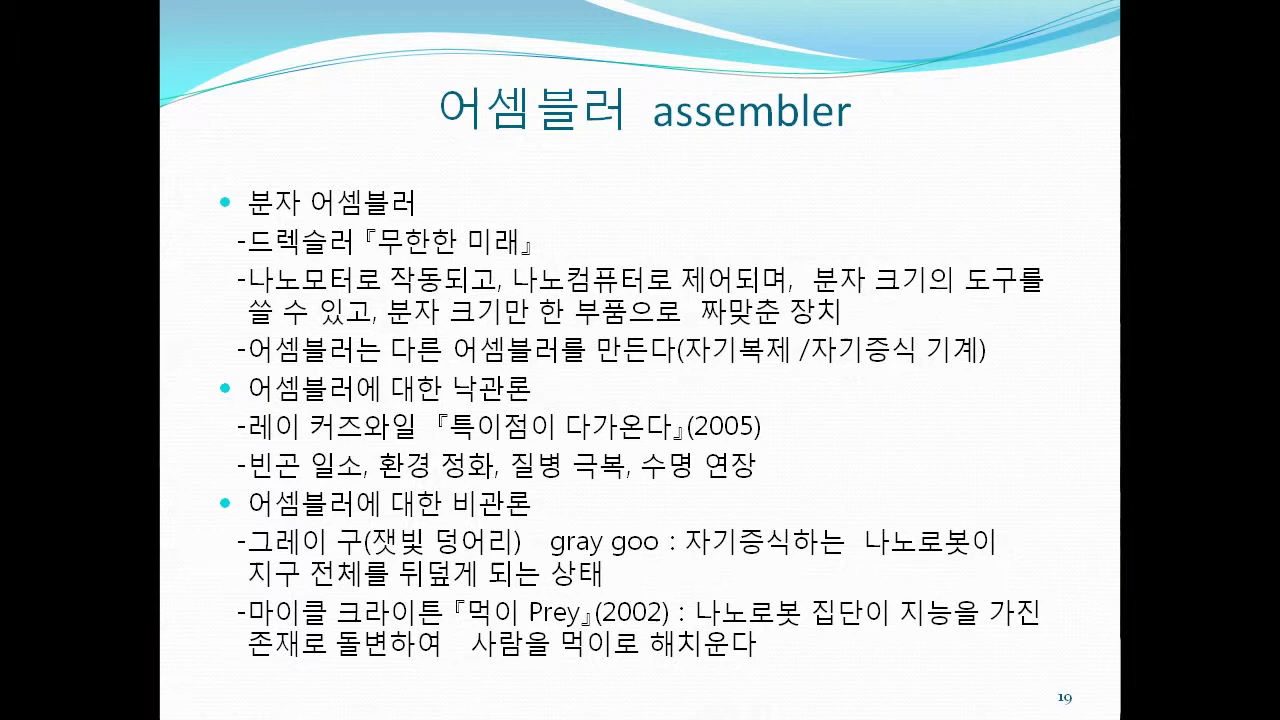 어셈블러 assembler
• 분자 어셈블러
-드렉슬러『무한한 미래』
-나노모터로 작동되고, 나노컴퓨터로 제어되며, 분자 크기의 도구를
쓸 수 있고, 분자 크기만 한 부품으로 짜맞춘 장치
-어셈블러는 다른 어셈블러를 만든다(자기복제 /자기증식 기계)
• 어셈블러에 대한 낙관론
-레이 커즈와일 『특이점이 다가온다』(2005)
-빈곤 일소, 환경 정화, 질병 극복, 수명 연장
• 어셈블러에 대한 비관론
-그레이 구(잿빛 덩어리) gray goo : 자기증식하는 나노로봇이
지구 전체를 뒤덮게 되는 상태
-마이클 크라이튼『먹이 Prey』(2002) : 나노로봇 집단이 지능을 가진
존재로 돌변하여 사람을 먹이로 해치운다
19